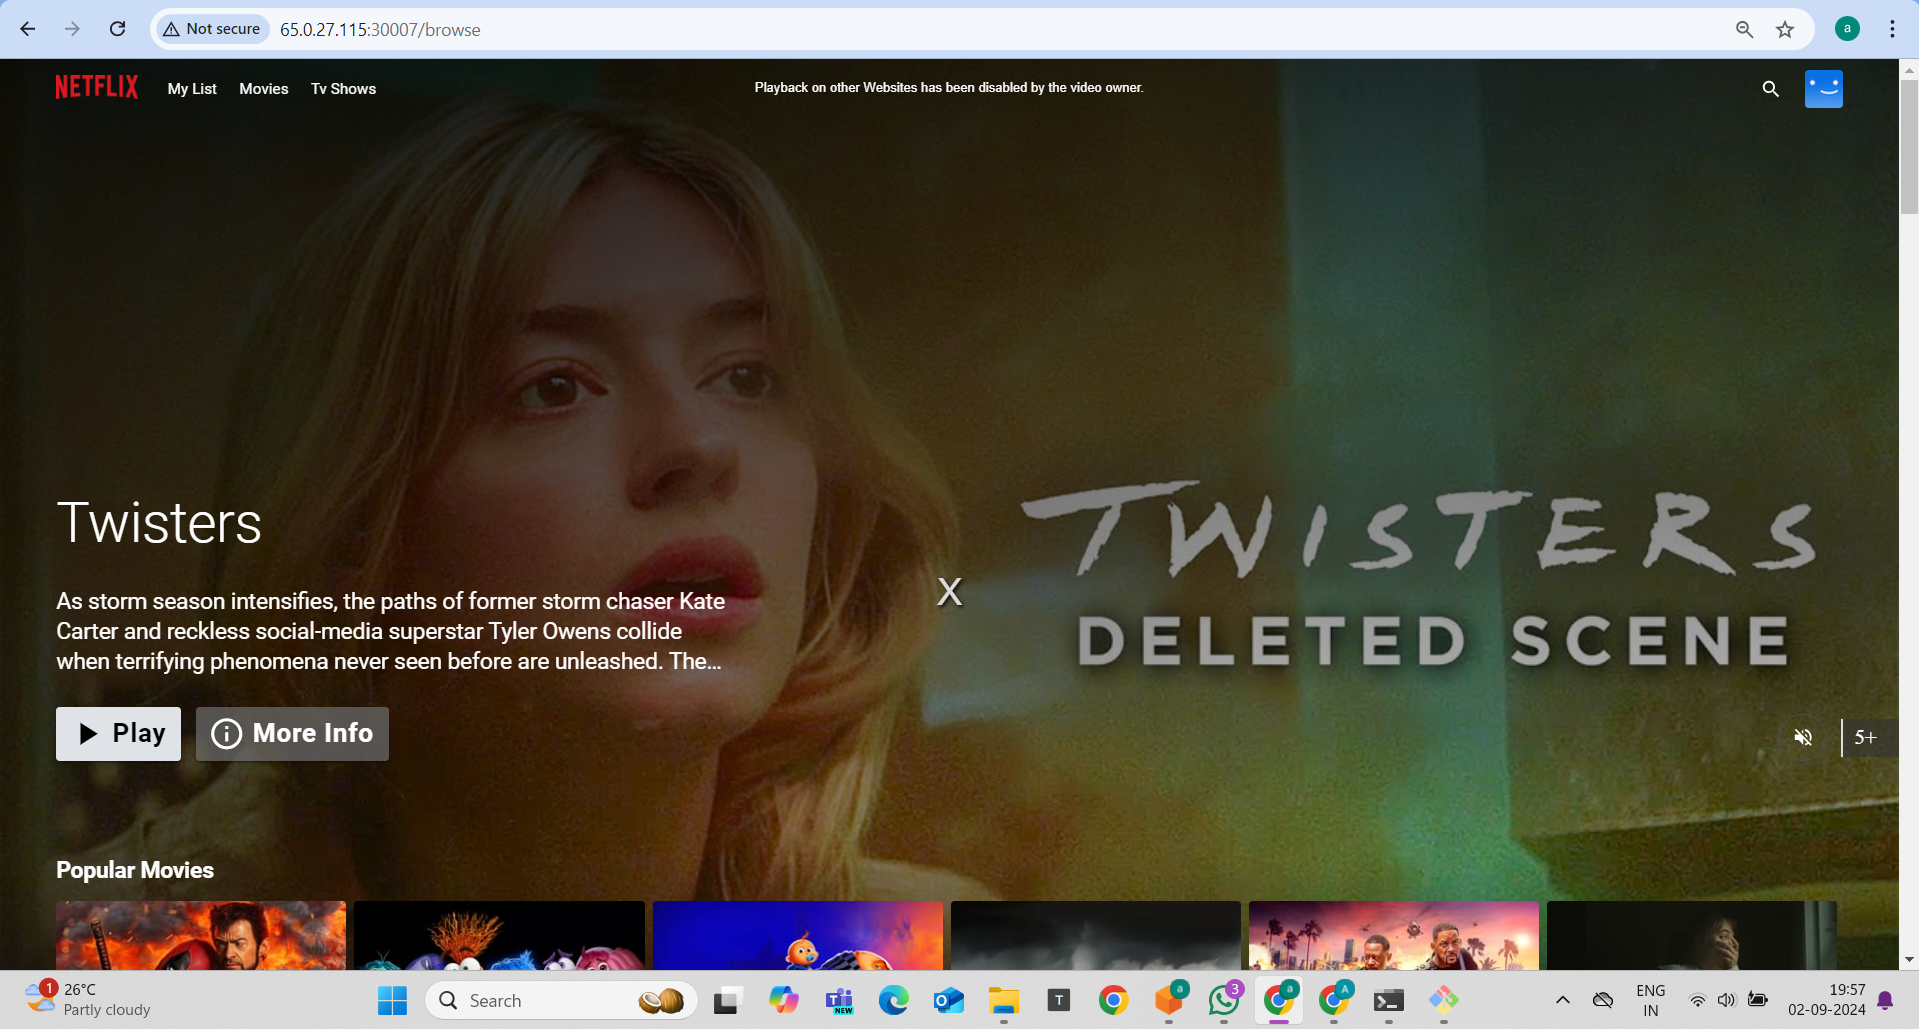 Not secure
65.0.27.115:30007/browse
a
NETFLIX
My List
Movies
Tv Shows
Playback on other Websites has been disabled by the video owner.
Twisters
TWISTERS
DELETED SCENE
X
As storm season intensifies, the paths of former storm chaser Kate
Carter and reckless social-media superstar Tyler Owens collide
when terrifying phenomena never seen before are unleashed. The...
Play
More Info
5+
Popular Movies
1
26°C
Partly cloudy
Search
NEW
T
a
3
a
A
ENG
IN
19:57
02-09-2024